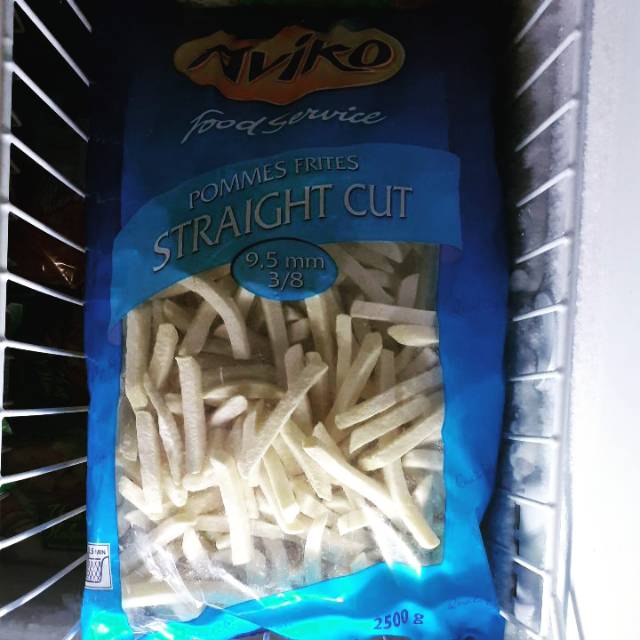 AVIKO
Foodservice
POMMES FRITES
STRAIGHT CUT
9,5 mm
3/8
2500 g